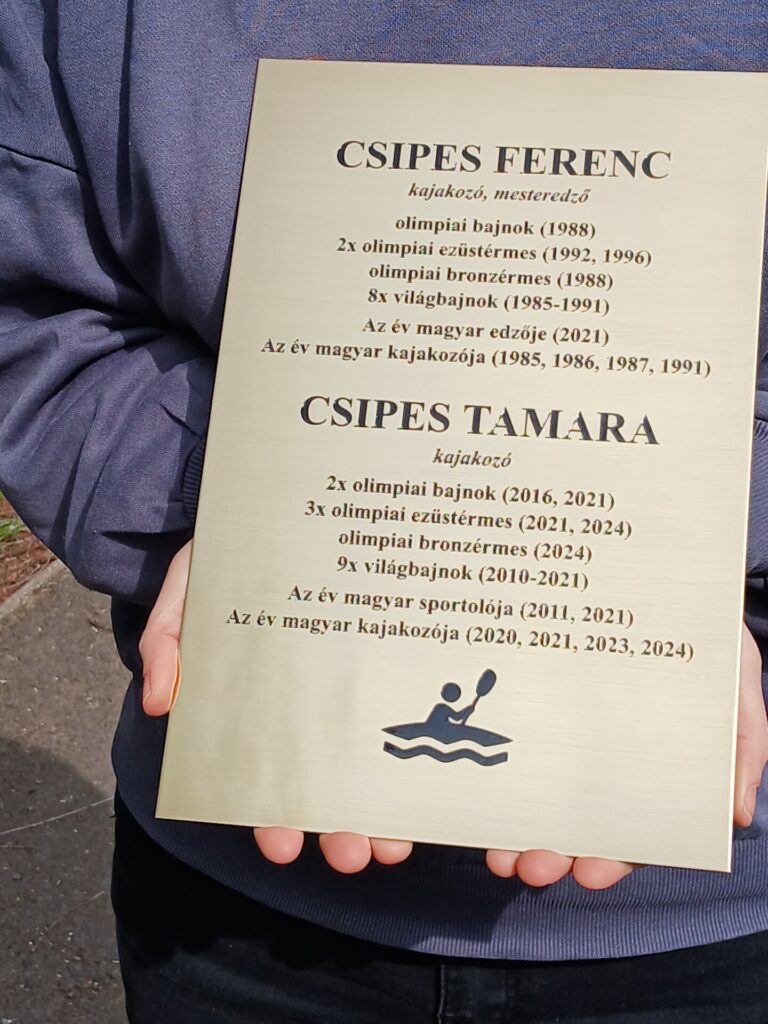 CSIPES FERENC
kajakozó, mesteredző
olimpiai bajnok (1988)
2x olimpiai ezüstérmes (1992, 1996)
olimpiai bronzérmes (1988)
8x világbajnok (1985-1991)
Az év magyar edzője (2021)
Az év magyar kajakozója (1985, 1986, 1987, 1991)
CSIPES TAMARA
kajakozó
2x olimpiai bajnok (2016, 2021)
3x olimpiai ezüstérmes (2021, 2024)
olimpiai bronzérmes (2024)
9x világbajnok (2010-2021)
Az év magyar sportolója (2011, 2021)
Az év magyar kajakozója (2020, 2021, 2023, 2024)